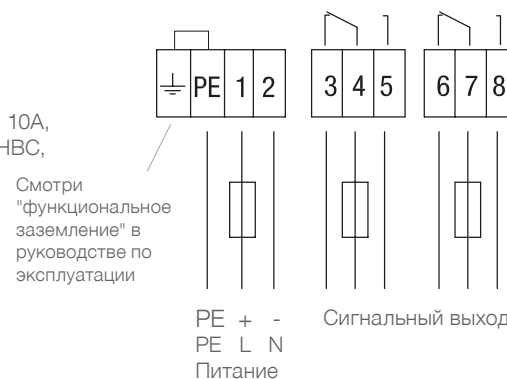 PE 1 2 3 4 5 6 7 8
10А,
НВС,
Смотри
"функциональное
заземление" в
руководстве по
эксплуатации
PE + -
PE L N
Питание
Сигнальный выход